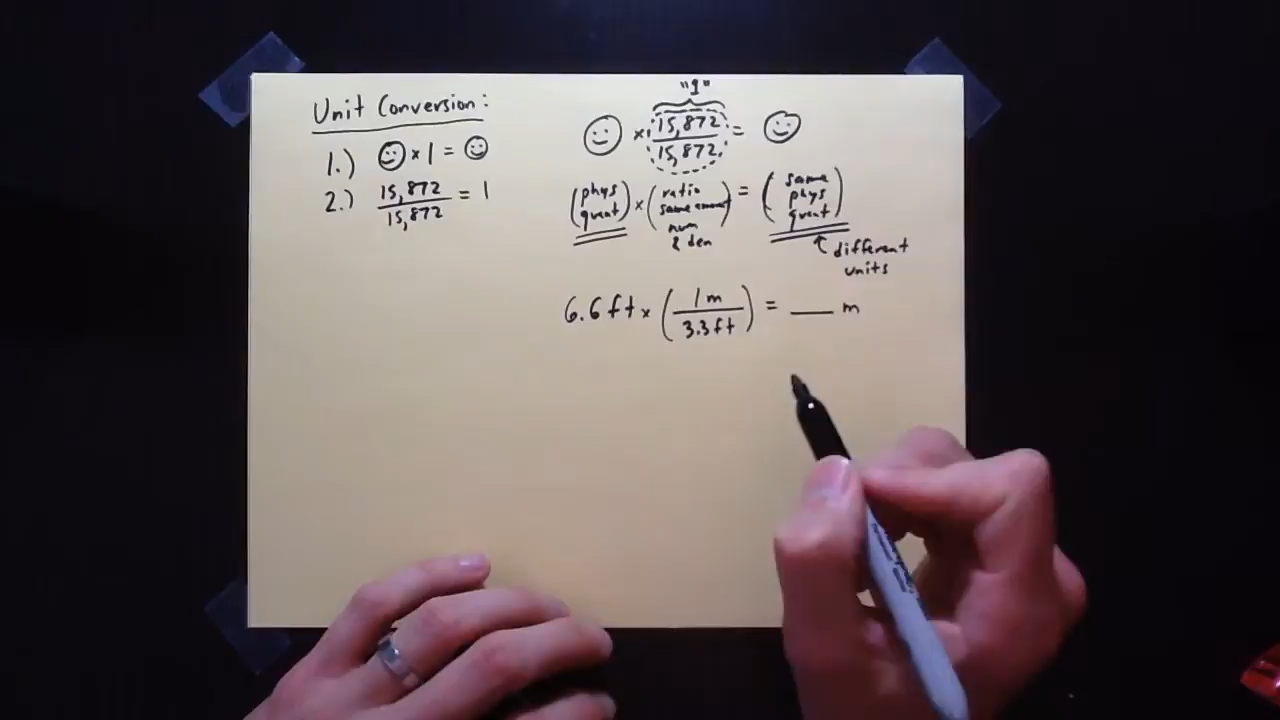 Unit Conversion:
1.) ☺ × 1 = ☺
2.) 15,872 / 15,872 = 1
"1"
☺ × 15,872 / 15,872 = ☺
(phys quant) × (ratio same amount num & den) = (same phys quant)
↑ different
units
6.6 ft × (1 m / 3.3 ft) = ___ m